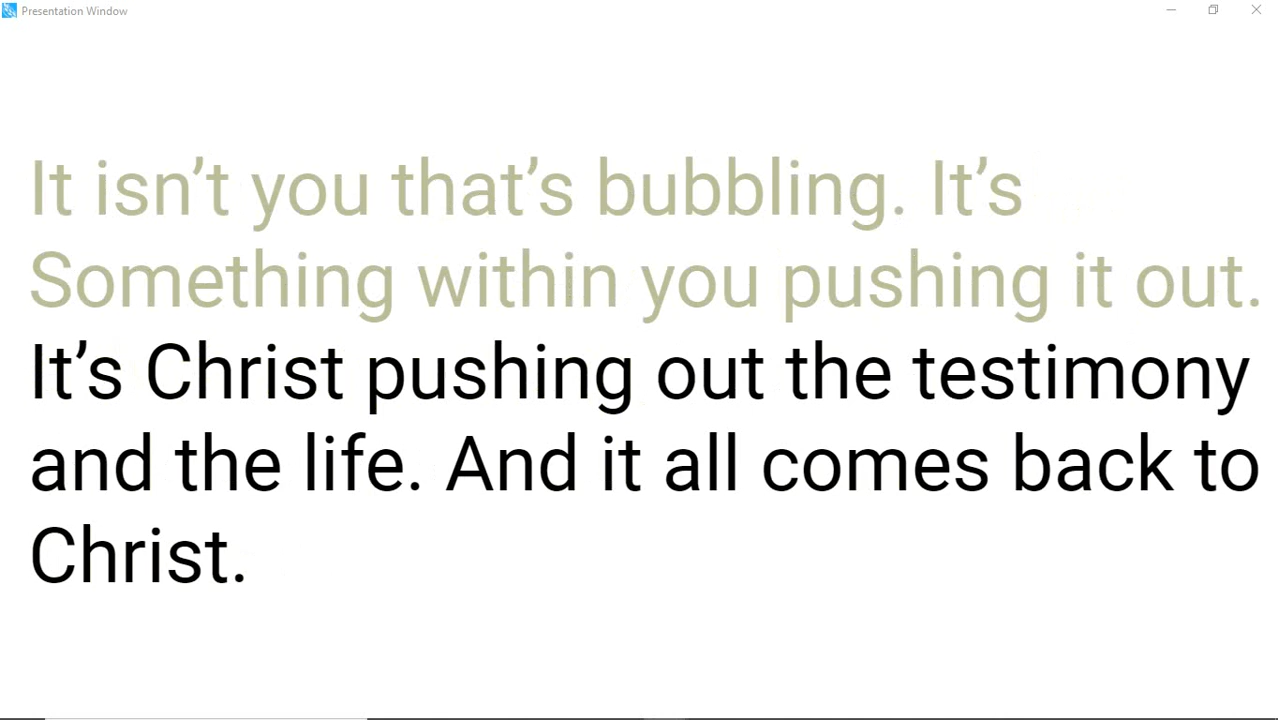 Presentation Window
It isn’t you that’s bubbling. It’s
Something within you pushing it out.
It’s Christ pushing out the testimony
and the life. And it all comes back to
Christ.